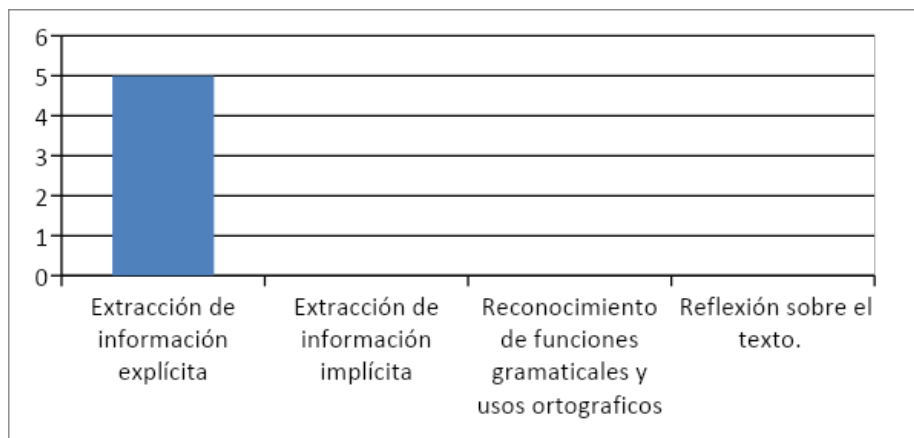 6
5
4
3
2
1
0
Extracción de
información
explícita
Extracción de
información
implícita
Reconocimiento
de funciones
gramaticales y
usos ortograficos
Reflexión sobre el
texto.